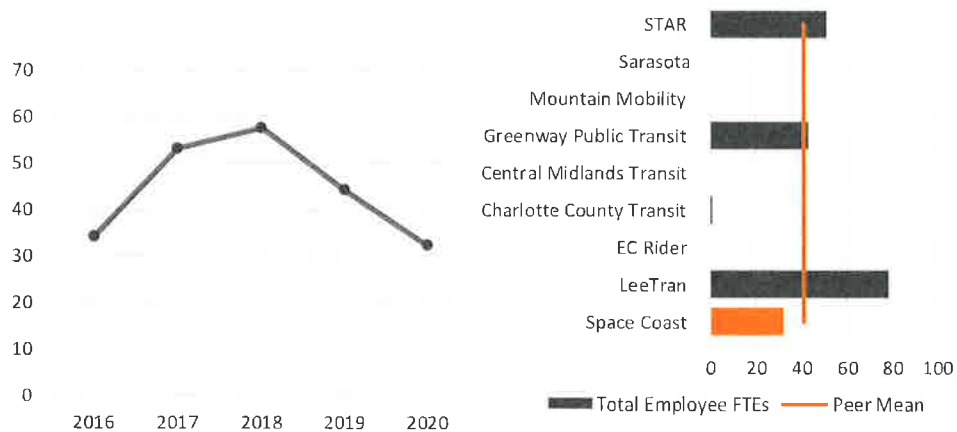 70
60
50
40
30
20
10
0
2016 2017 2018 2019 2020
STAR
Sarasota
Mountain Mobility
Greenway Public Transit
Central Midlands Transit
Charlotte County Transit
EC Rider
LeeTran
Space Coast
0 20 40 60 80 100
Total Employee FTEs Peer Mean